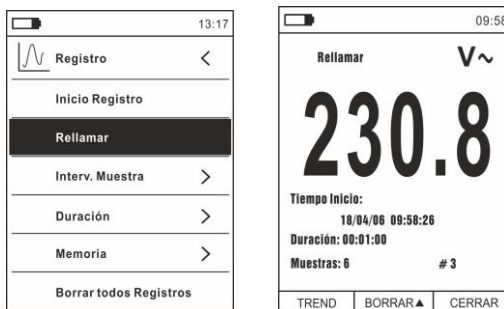 13:17
Registro <
Inicio Registro
Rellamar
Interv. Muestra >
Duración >
Memoria >
Borrar todos Registros
09:58
Rellamar V~
230.8
Tiempo Inicio:
18/04/06 09:58:26
Duración: 00:01:00
Muestras: 6 #3
TREND BORRAR▲ CERRAR